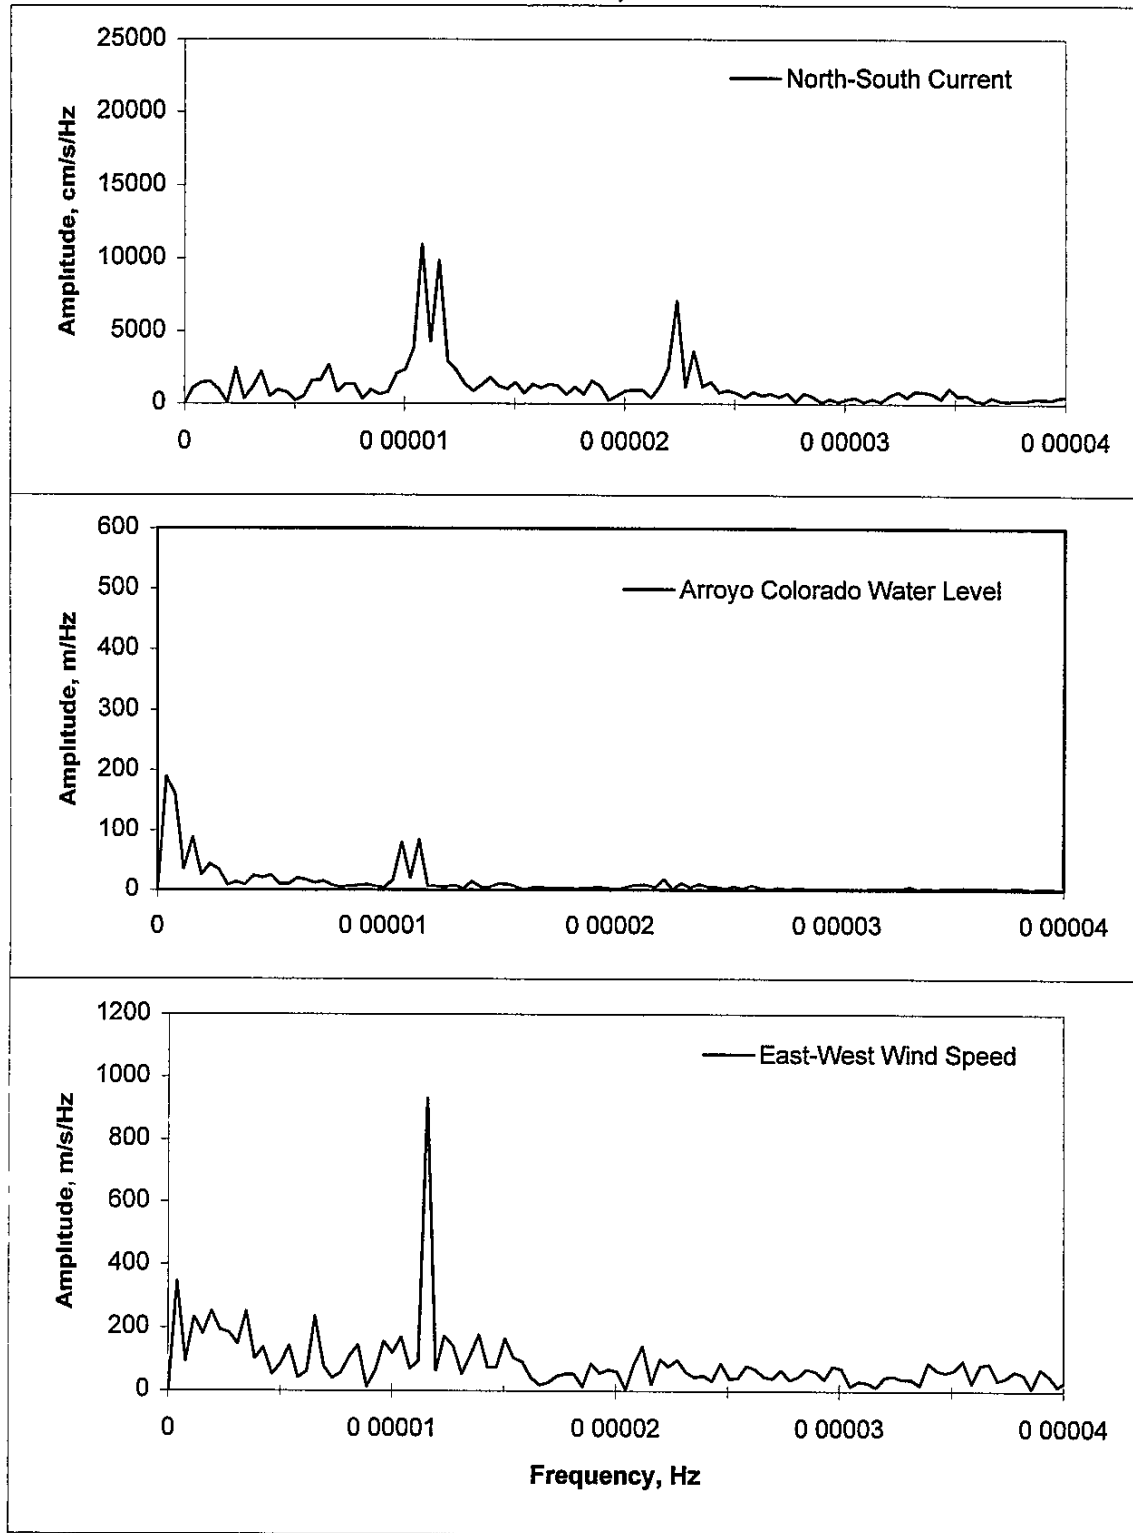 25000
North-South Current
20000
15000
10000
5000
0
Amplitude, cm/s/Hz
0 0 00001 0 00002 0 00003 0 00004
600
500
Arroyo Colorado Water Level
400
300
200
100
0
Amplitude, m/Hz
0 0 00001 0 00002 0 00003 0 00004
1200
East-West Wind Speed
1000
800
600
400
200
0
Amplitude, m/s/Hz
0 0 00001 0 00002 0 00003 0 00004
Frequency, Hz